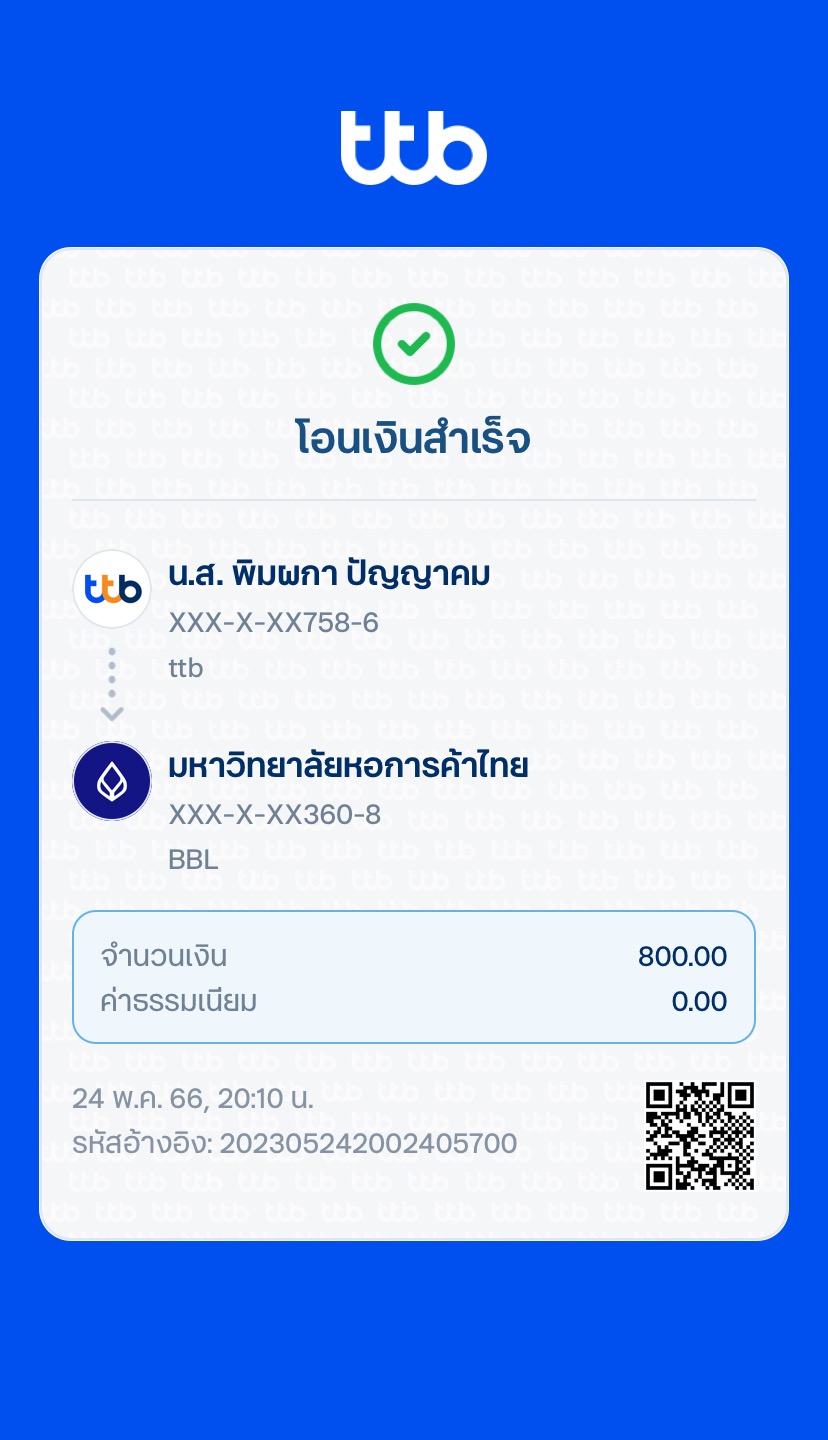 ttb
โอนเงินสำเร็จ
ttb
น.ส. พิมผกา ปัญญาคม
XXX-X-XX758-6
ttb
มหาวิทยาลัยหอการค้าไทย
XXX-X-XX360-8
BBL
จำนวนเงิน 800.00
ค่าธรรมเนียม 0.00
24 พ.ค. 66, 20:10 น.
รหัสอ้างอิง: 202305242002405700